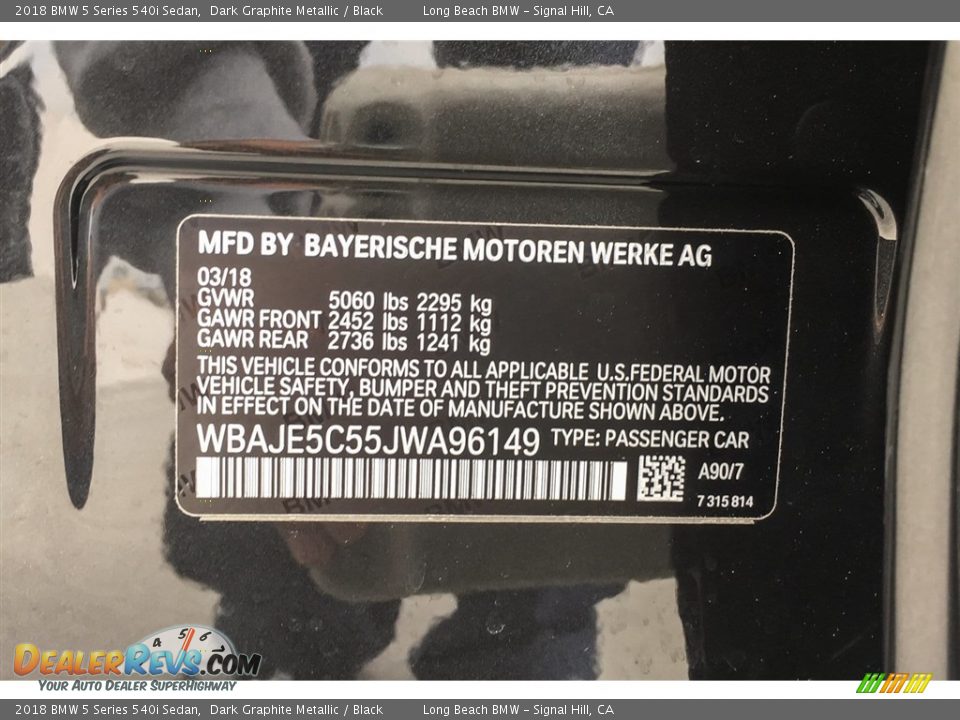 2018 BMW 5 Series 540i Sedan, Dark Graphite Metallic / Black Long Beach BMW - Signal Hill, CA
MFD BY BAYERISCHE MOTOREN WERKE AG
03/18
GVWR 5060 lbs 2295 kg
GAWR FRONT 2452 lbs 1112 kg
GAWR REAR 2736 lbs 1241 kg
THIS VEHICLE CONFORMS TO ALL APPLICABLE U.S.FEDERAL MOTOR
VEHICLE SAFETY, BUMPER AND THEFT PREVENTION STANDARDS
IN EFFECT ON THE DATE OF MANUFACTURE SHOWN ABOVE.
WBAJE5C55JWA96149 TYPE: PASSENGER CAR
A90/7
7 315 814
4 5 6
DEALERREVS.COM
YOUR AUTO DEALER SUPERHIGHWAY
2018 BMW 5 Series 540i Sedan, Dark Graphite Metallic / Black Long Beach BMW - Signal Hill, CA